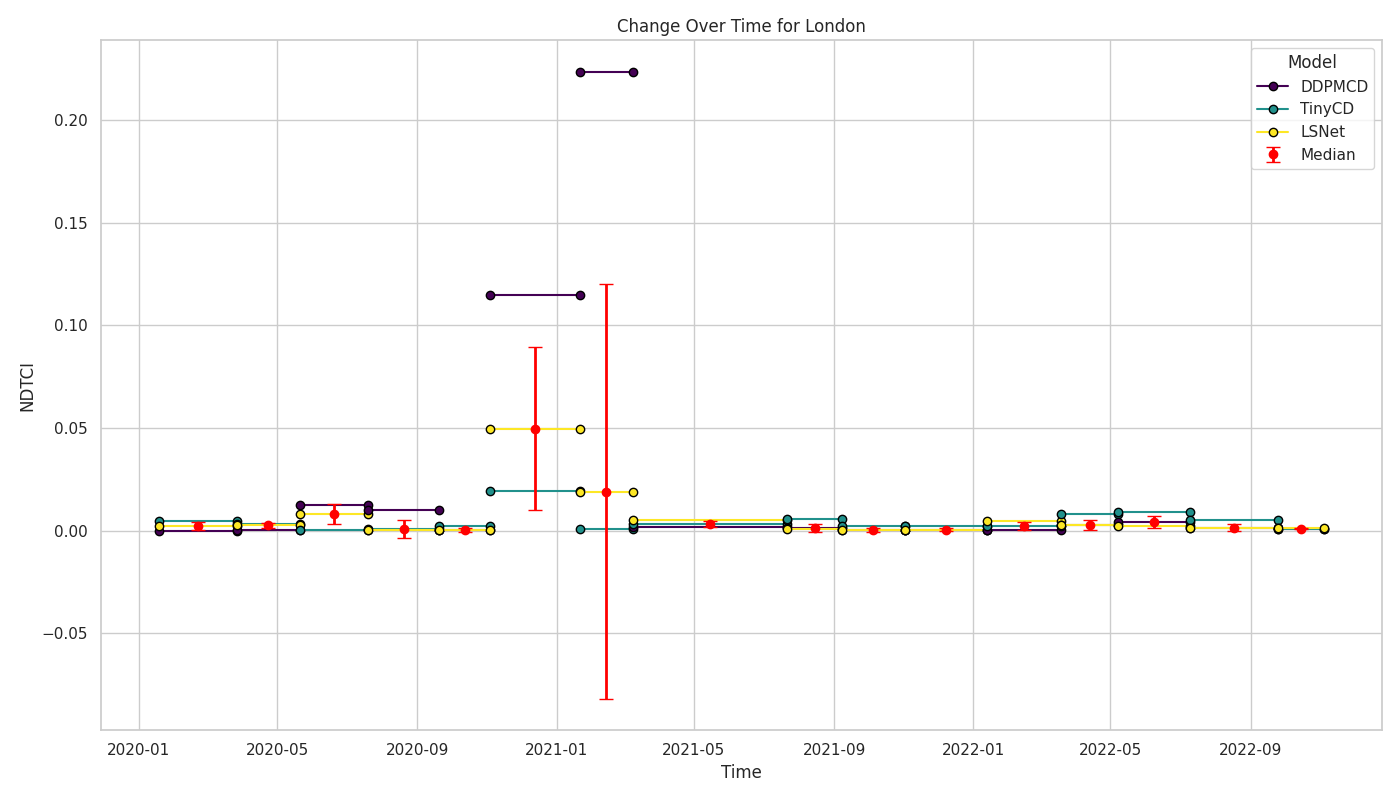 Change Over Time for London
Model
DDPMCD
TinyCD
LSNet
Median
NDTCI
0.20
0.15
0.10
0.05
0.00
−0.05
2020-01
2020-05
2020-09
2021-01
2021-05
2021-09
2022-01
2022-05
2022-09
Time